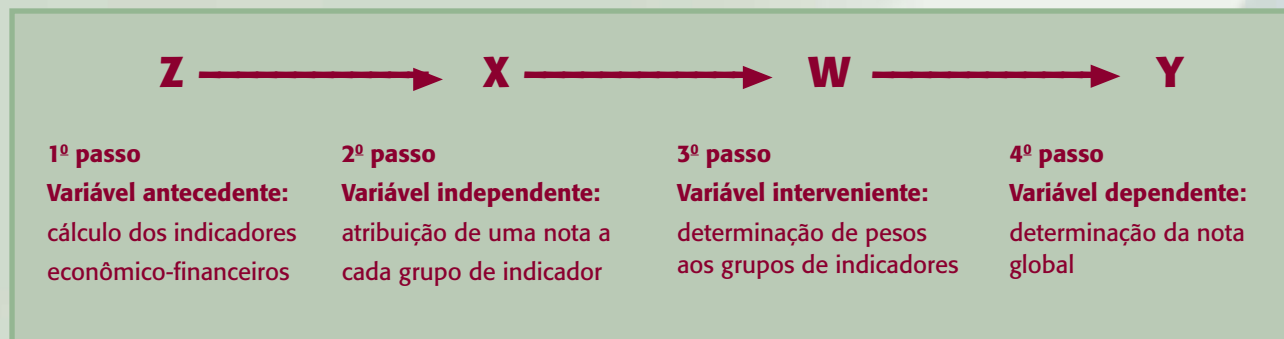 Z X W Y
1º passo
Variável antecedente:
cálculo dos indicadores
econômico-financeiros
2º passo
Variável independente:
atribuição de uma nota a
cada grupo de indicador
3º passo
Variável interveniente:
determinação de pesos
aos grupos de indicadores
4º passo
Variável dependente:
determinação da nota
global